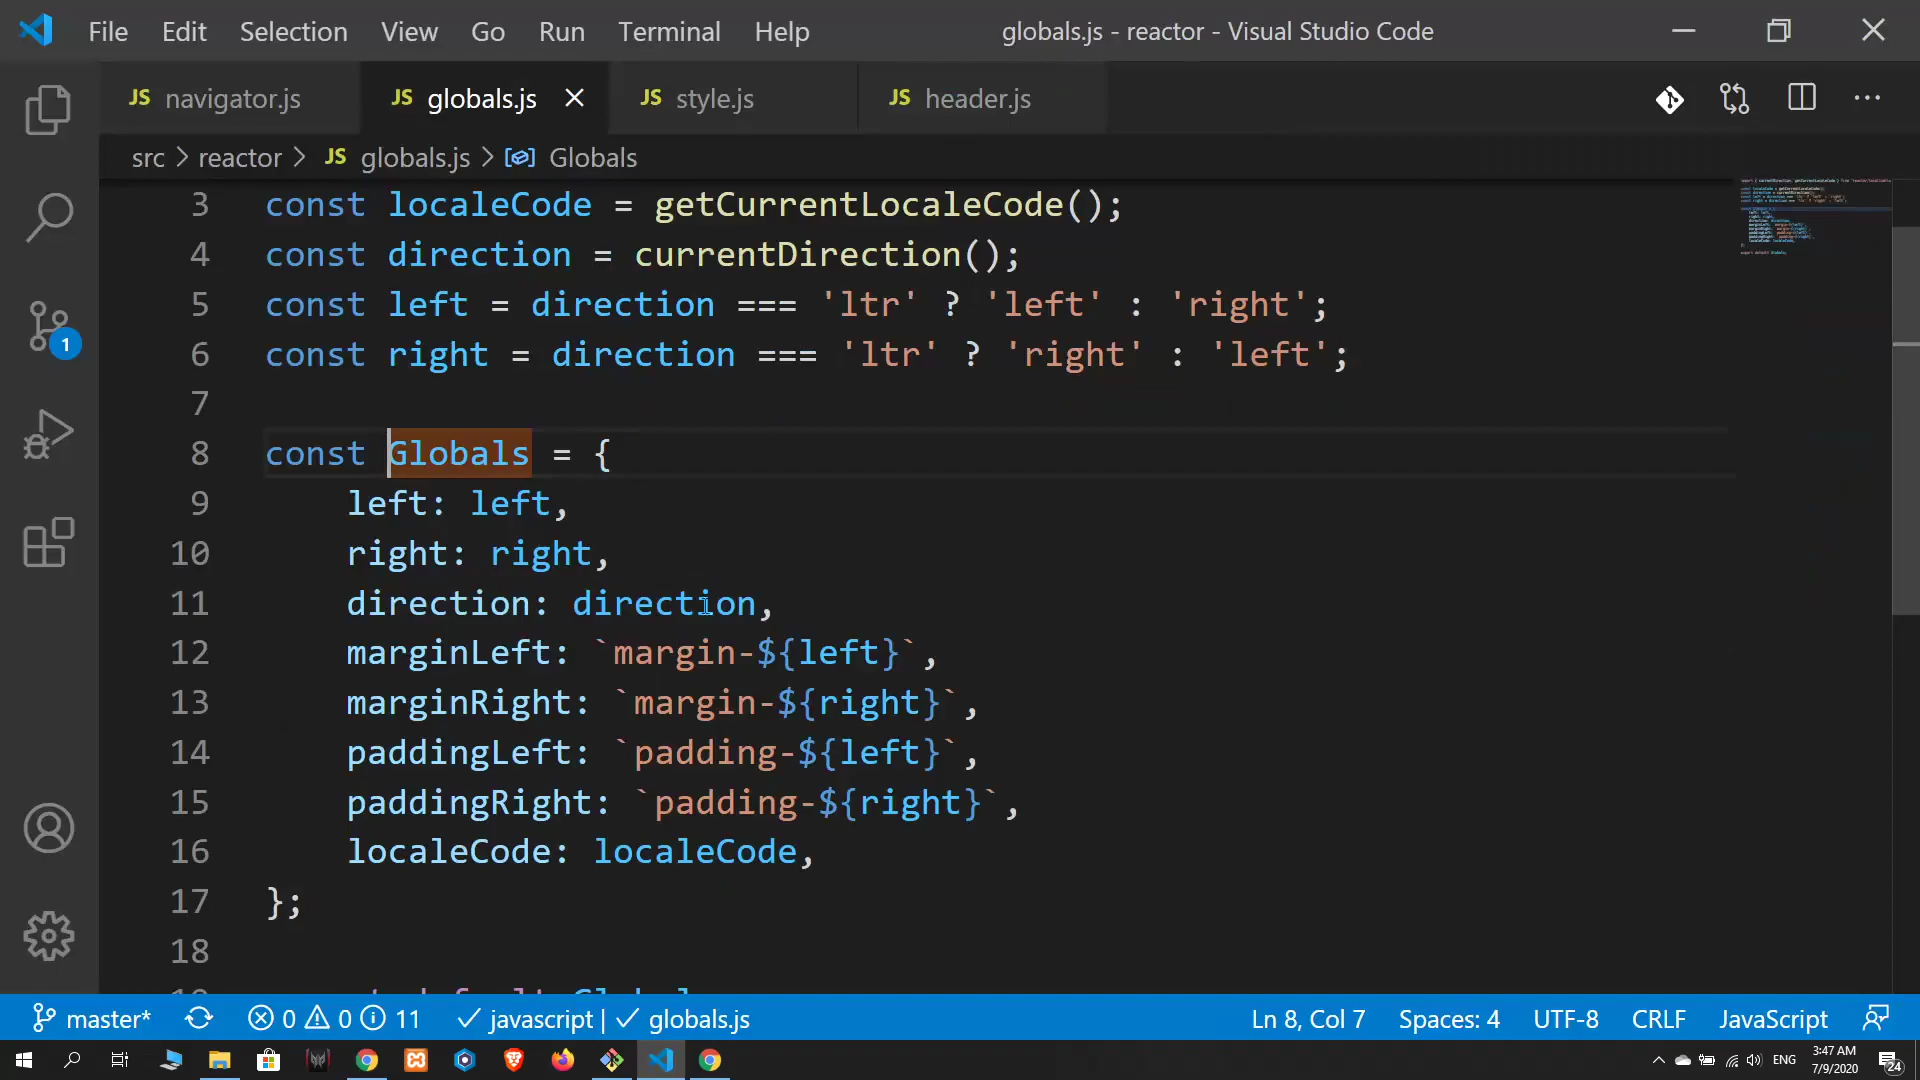 File Edit Selection View Go Run Terminal Help globals.js - reactor - Visual Studio Code
JS navigator.js JS globals.js JS style.js JS header.js
src > reactor > JS globals.js > Globals
3 const localeCode = getCurrentLocaleCode();
4 const direction = currentDirection();
5 const left = direction === 'ltr' ? 'left' : 'right';
6 const right = direction === 'ltr' ? 'right' : 'left';
7
8 const Globals = {
9 left: left,
10 right: right,
11 direction: direction,
12 marginLeft: `margin-${left}`,
13 marginRight: `margin-${right}`,
14 paddingLeft: `padding-${left}`,
15 paddingRight: `padding-${right}`,
16 localeCode: localeCode,
17 };
18
1
master* 0 0 11 javascript | globals.js Ln 8, Col 7 Spaces: 4 UTF-8 CRLF JavaScript
ENG 3:47 AM
7/9/2020 24